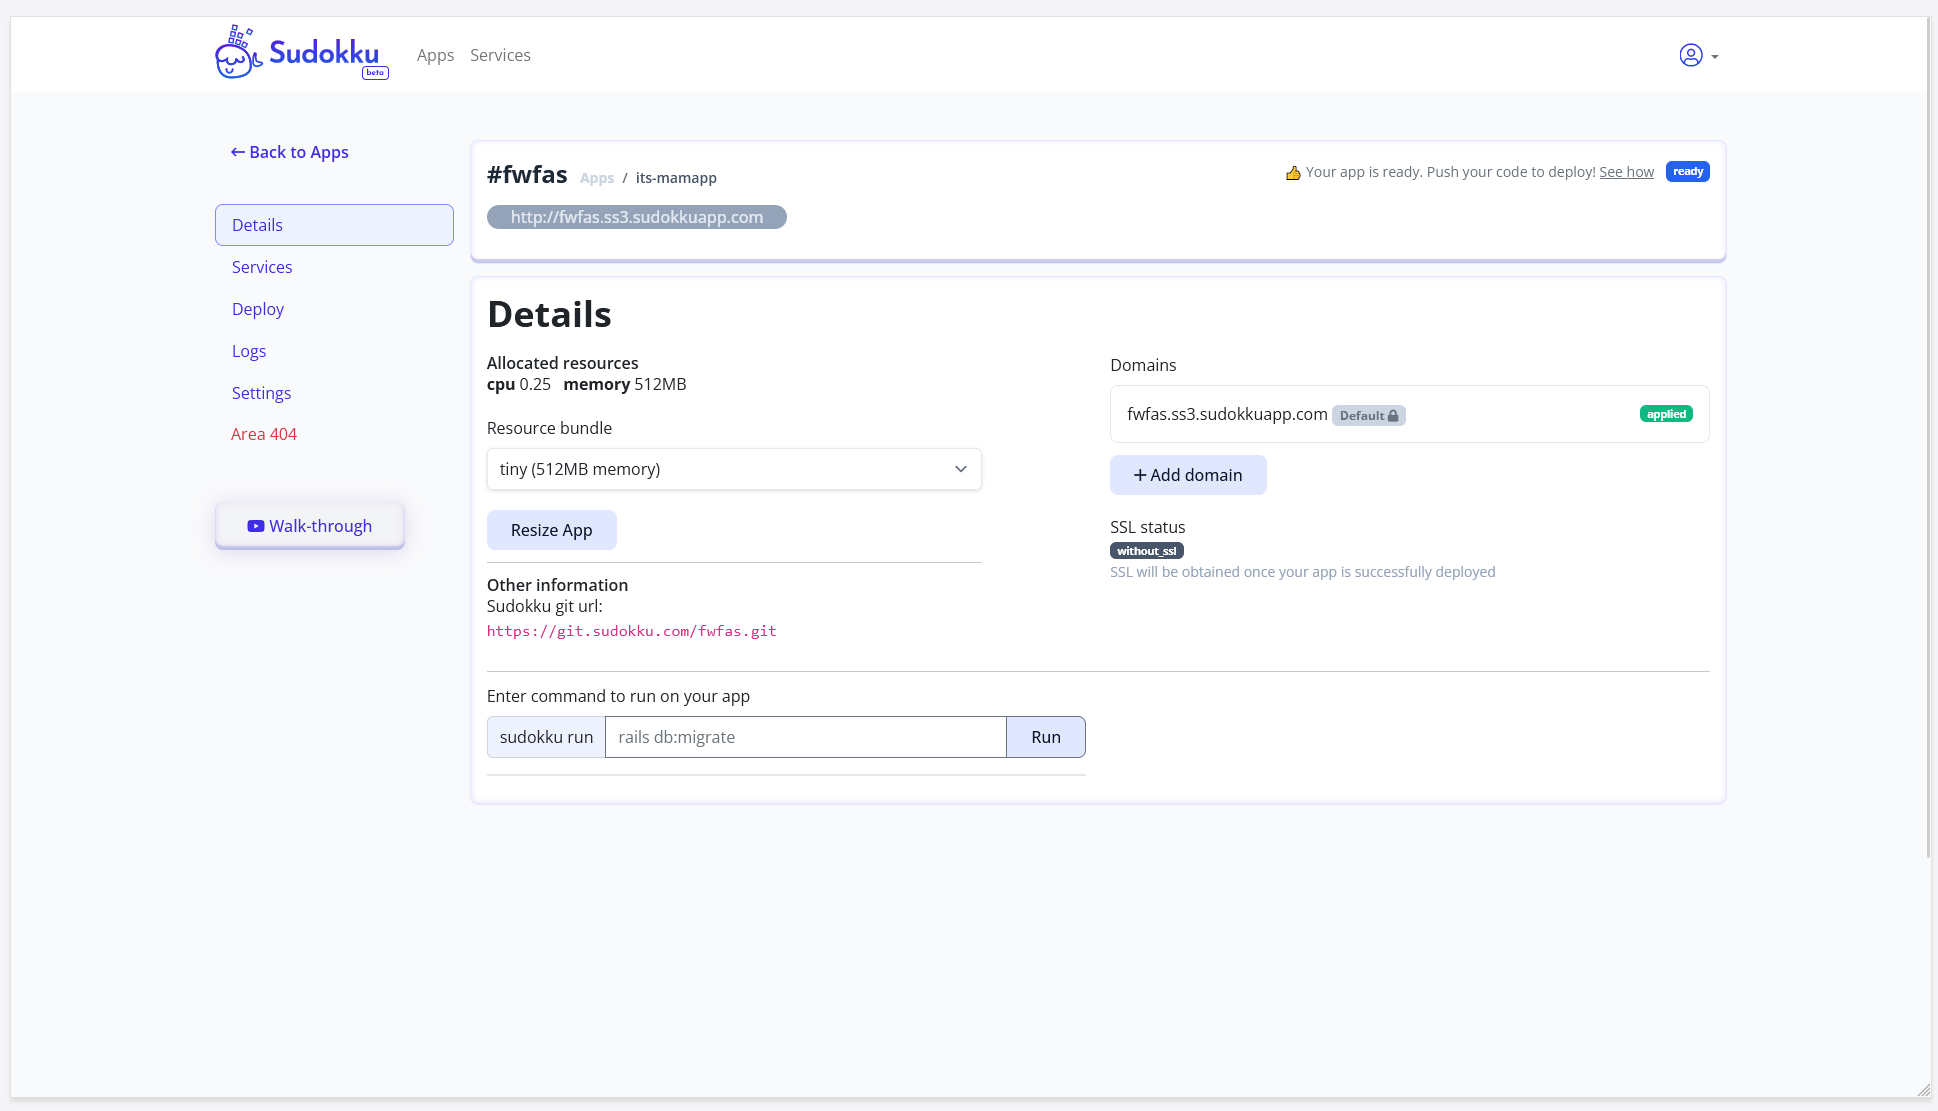 Sudokku
beta
Apps Services
← Back to Apps
Details
Services
Deploy
Logs
Settings
Area 404
Walk-through
#fwfas Apps / its-mamapp
👍 Your app is ready. Push your code to deploy! See how ready
http://fwfas.ss3.sudokkuapp.com
Details
Allocated resources
cpu 0.25 memory 512MB
Resource bundle
tiny (512MB memory)
Resize App
Other information
Sudokku git url:
https://git.sudokku.com/fwfas.git
Domains
fwfas.ss3.sudokkuapp.com Default applied
+ Add domain
SSL status
without_ssl
SSL will be obtained once your app is successfully deployed
Enter command to run on your app
sudokku run rails db:migrate Run